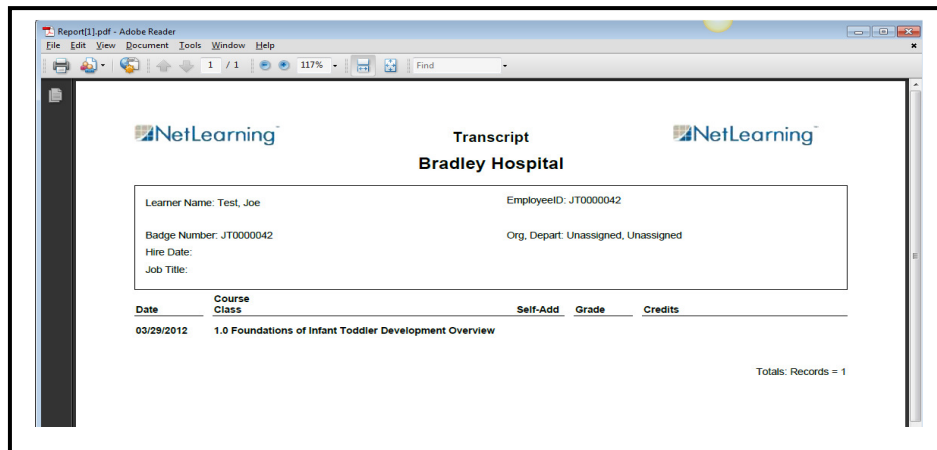 Report[1].pdf - Adobe Reader
File Edit View Document Tools Window Help
1 / 1 117% Find
NetLearning Transcript NetLearning
Bradley Hospital
Learner Name: Test, Joe EmployeeID: JT0000042
Badge Number: JT0000042 Org, Depart: Unassigned, Unassigned
Hire Date:
Job Title:
Course
Date Class Self-Add Grade Credits
03/29/2012 1.0 Foundations of Infant Toddler Development Overview
Totals: Records = 1